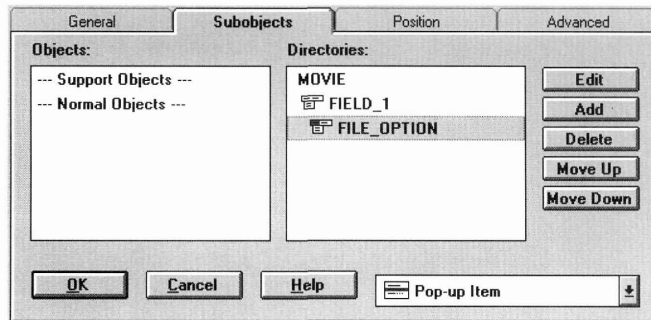 General Subobjects Position Advanced
Objects: Directories:
--- Support Objects ---
--- Normal Objects ---
MOVIE
FIELD_1
FILE_OPTION
Edit
Add
Delete
Move Up
Move Down
OK Cancel Help Pop-up Item